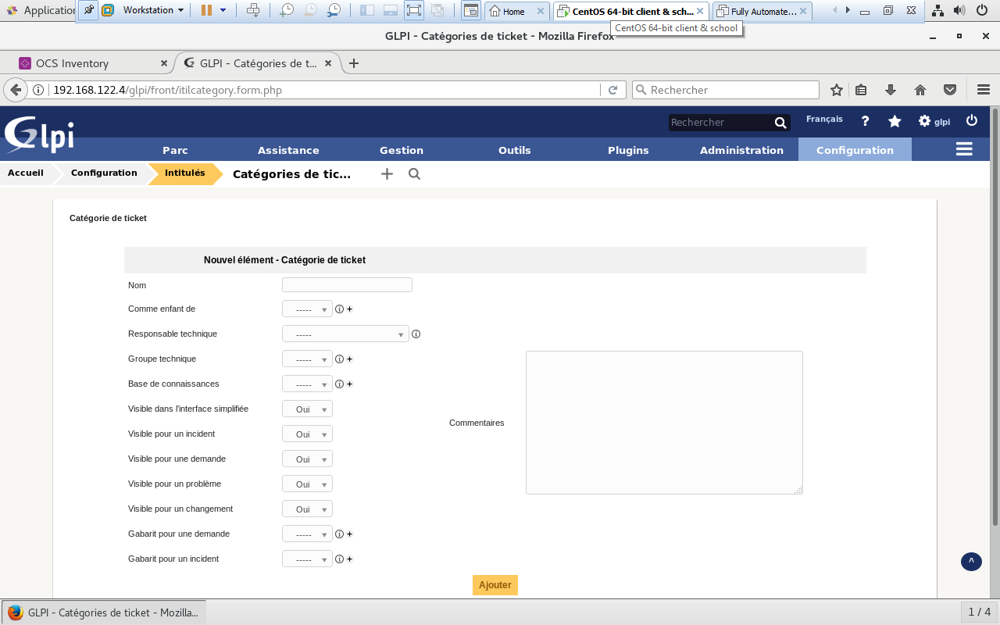 Application
Workstation
Home
CentOS 64-bit client & sch...
Fully Automate...
CentOS 64-bit client & school
GLPI - Catégories de ticket - Mozilla Firefox
OCS Inventory
GLPI - Catégories de t...
192.168.122.4/glpi/front/itilcategory.form.php
Rechercher
Glpi
Rechercher
Français
?
glpi
Parc
Assistance
Gestion
Outils
Plugins
Administration
Configuration
Accueil
Configuration
Intitulés
Catégories de tic...
Catégorie de ticket
Nouvel élément - Catégorie de ticket
Nom
Comme enfant de
-----
Responsable technique
-----
Groupe technique
-----
Base de connaissances
-----
Visible dans l'interface simplifiée
Oui
Visible pour un incident
Oui
Commentaires
Visible pour une demande
Oui
Visible pour un problème
Oui
Visible pour un changement
Oui
Gabarit pour une demande
-----
Gabarit pour un incident
-----
Ajouter
^
GLPI - Catégories de ticket - Mozilla...
1 / 4